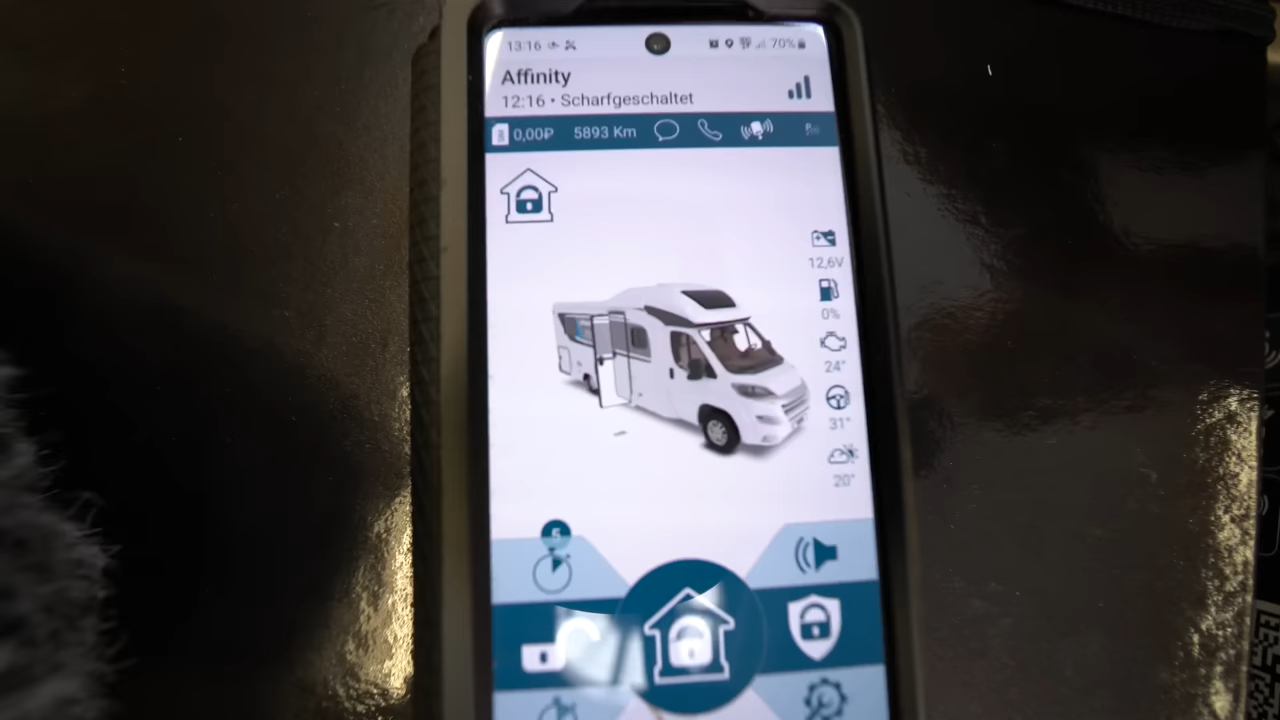 13:16 70%
Affinity
12:16 • Scharfgeschaltet
0,00₽ 5893 Km
12,6V
0%
24°
31°
20°
5